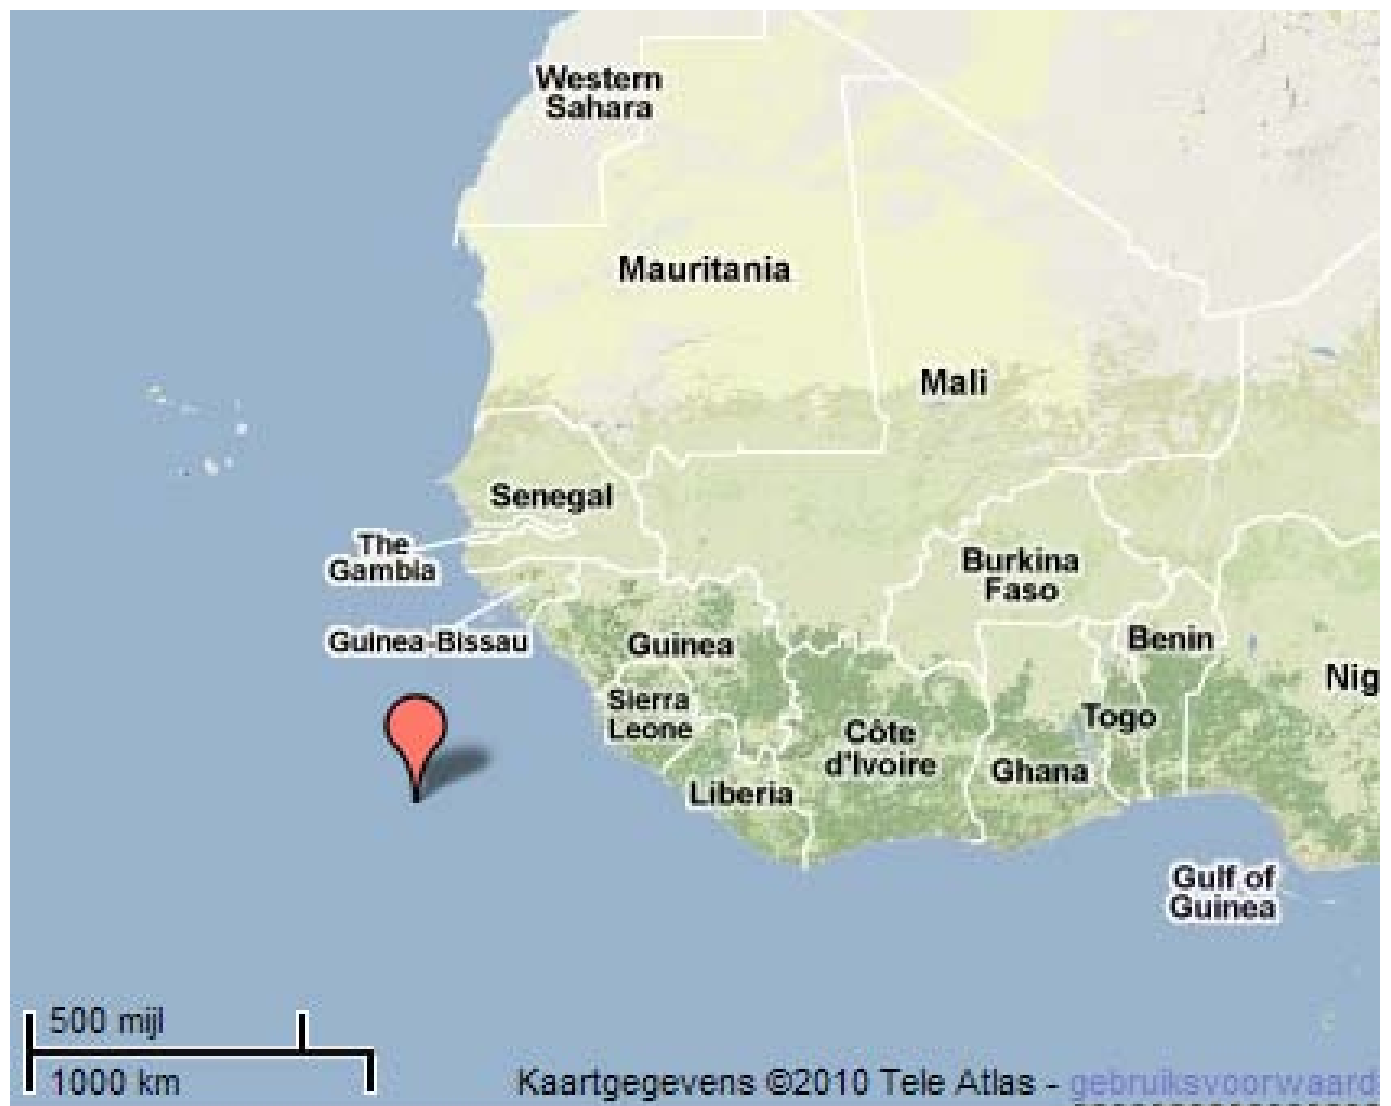 Western
Sahara
Mauritania
Mali
Senegal
The
Gambia
Burkina
Faso
Guinea-Bissau
Guinea
Benin
Nig
Sierra
Leone
Togo
Côte
d'Ivoire
Ghana
Liberia
Gulf of
Guinea
500 mijl
1000 km
Kaartgegevens ©2010 Tele Atlas - gebruiksvoorwaard